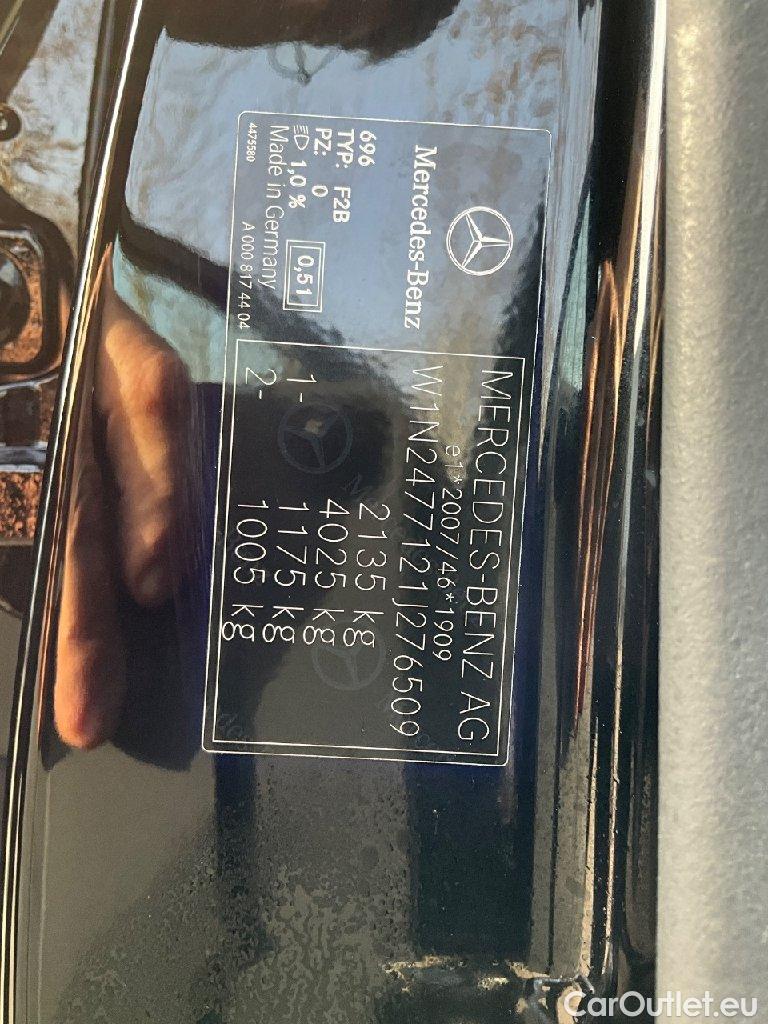 Mercedes-Benz
696
TYP: F2B
PZ: 0
1,0 % 0,51
Made in Germany
4475580 A 000 817 44 04
MERCEDES-BENZ AG
e1*2007/46*1909
W1N2477121J276509
2135 kg
4025 kg
1- 1175 kg
2- 1005 kg
CarOutlet.eu